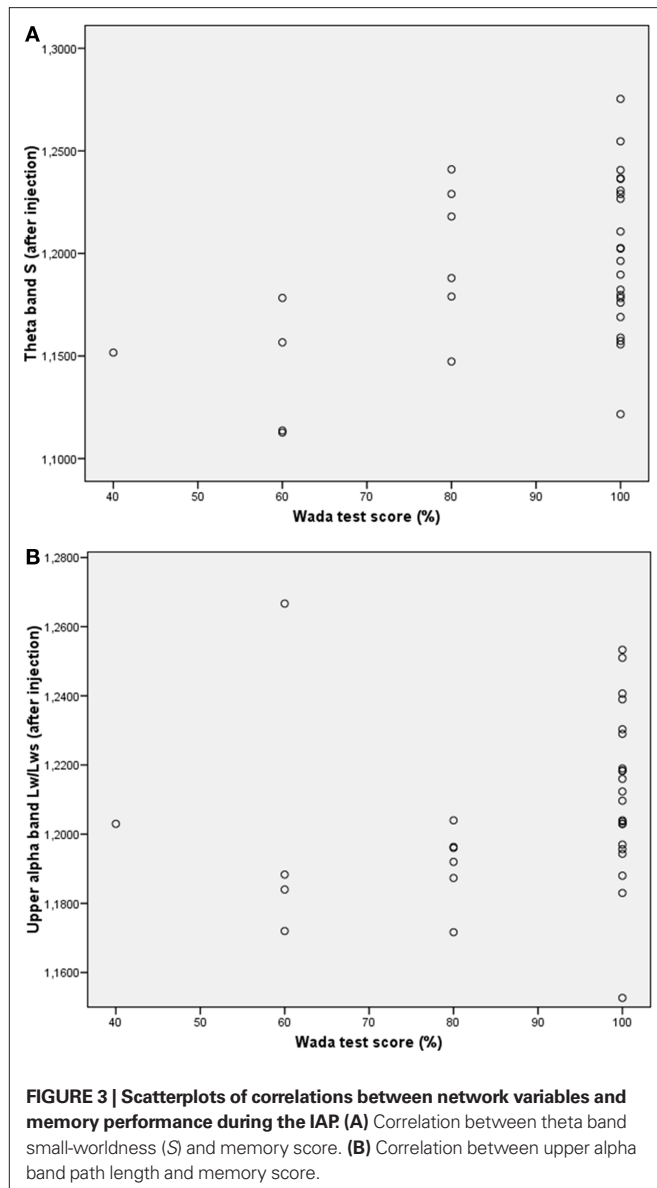 A
1,3000
1,2500
1,2000
1,1500
1,1000
Theta band S (after injection)
40 50 60 70 80 90 100
Wada test score (%)
B
1,2800
1,2600
1,2400
1,2200
1,2000
1,1800
1,1600
Upper alpha band Lw/Lws (after injection)
40 50 60 70 80 90 100
Wada test score (%)
FIGURE 3 | Scatterplots of correlations between network variables and
memory performance during the IAP. (A) Correlation between theta band
small-worldness (S) and memory score. (B) Correlation between upper alpha
band path length and memory score.